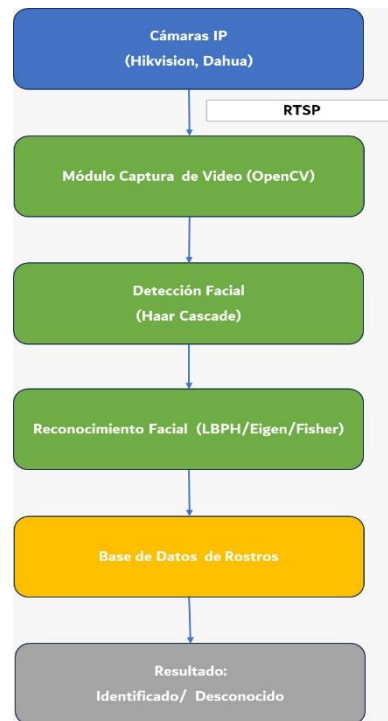 Cámaras IP
(Hikvision, Dahua)
RTSP
Módulo Captura de Video (OpenCV)
Detección Facial
(Haar Cascade)
Reconocimiento Facial (LBPH/Eigen/Fisher)
Base de Datos de Rostros
Resultado:
Identificado/ Desconocido